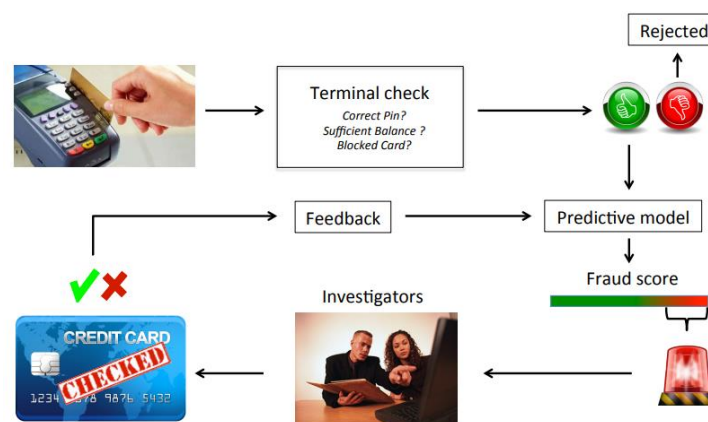 Rejected
Terminal check
Correct Pin?
Sufficient Balance ?
Blocked Card?
Feedback
Predictive model
Fraud score
Investigators
CREDIT CARD
CHECKED
1234 5678 9876 5432